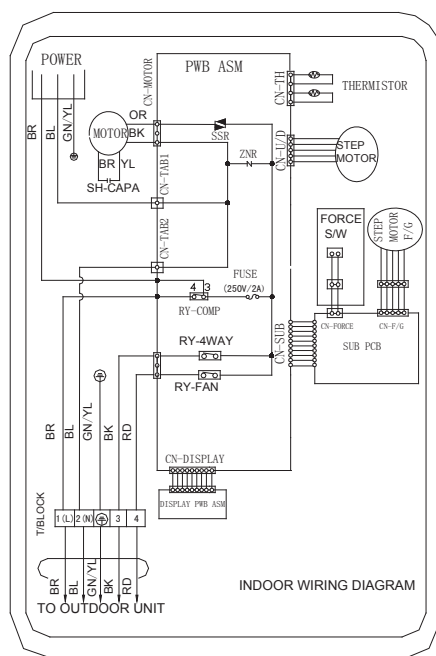 POWER
PWB ASM
CN-MOTOR
CN-TH
THERMISTOR
BR
BL
GN/YL
OR
BK
MOTOR
BR YL
SH-CAPA
SSR
ZNR
CN-TAB1
CN-U/D
STEP
MOTOR
CN-TAB2
FORCE
S/W
STEP
MOTOR
F/G
4 3
RY-COMP
FUSE
(250V/2A)
CN-FORCE
CN-F/G
RY-4WAY
RY-FAN
CN-SUB
SUB PCB
BR
BL
GN/YL
BK
RD
CN-DISPLAY
DISPLAY PWB ASM
T/BLOCK
1(L) 2(N) 3 4
BR
BL
GN/YL
BK
RD
TO OUTDOOR UNIT
INDOOR WIRING DIAGRAM